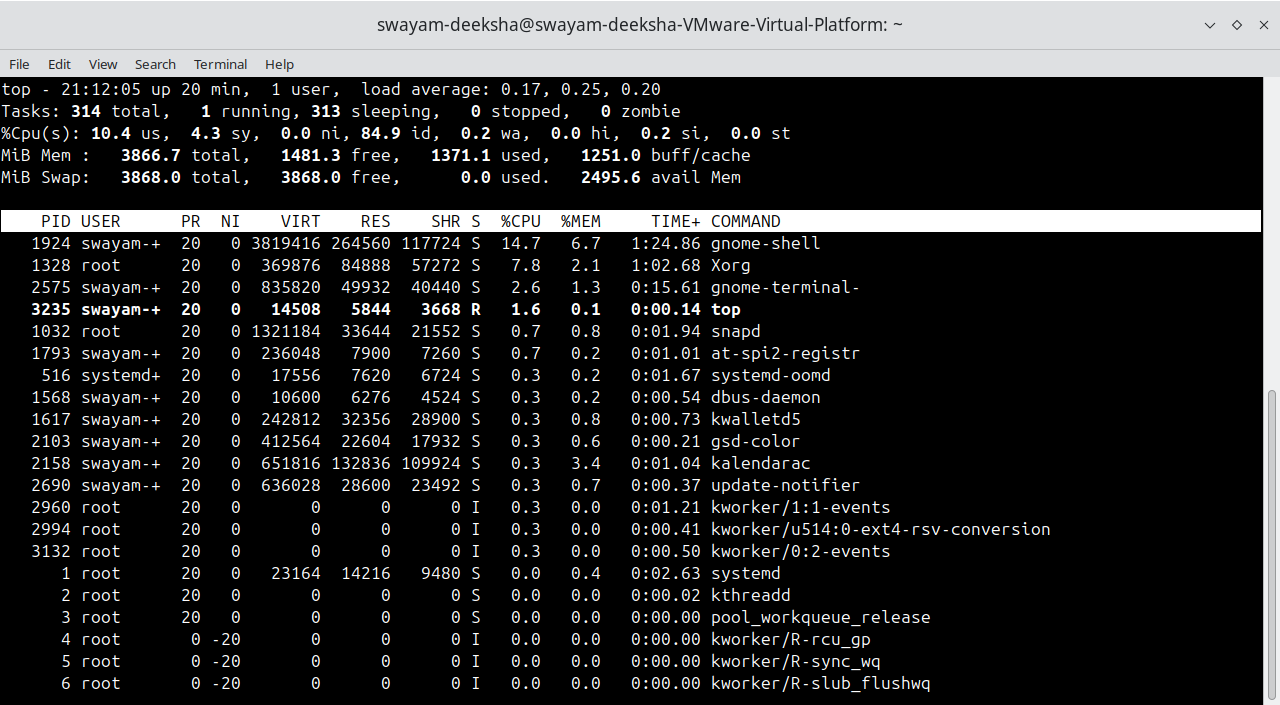 swayam-deeksha@swayam-deeksha-VMware-Virtual-Platform: ~
File Edit View Search Terminal Help
top - 21:12:05 up 20 min,  1 user,  load average: 0.17, 0.25, 0.20
Tasks: 314 total,   1 running, 313 sleeping,   0 stopped,   0 zombie
%Cpu(s): 10.4 us,  4.3 sy,  0.0 ni, 84.9 id,  0.2 wa,  0.0 hi,  0.2 si,  0.0 st
MiB Mem :   3866.7 total,   1481.3 free,   1371.1 used,   1251.0 buff/cache
MiB Swap:   3868.0 total,   3868.0 free,      0.0 used.   2495.6 avail Mem
    PID USER      PR  NI    VIRT    RES    SHR S  %CPU  %MEM     TIME+ COMMAND
   1924 swayam-+  20   0 3819416 264560 117724 S  14.7   6.7   1:24.86 gnome-shell
   1328 root      20   0  369876  84888  57272 S   7.8   2.1   1:02.68 Xorg
   2575 swayam-+  20   0  835820  49932  40440 S   2.6   1.3   0:15.61 gnome-terminal-
   3235 swayam-+  20   0   14508   5844   3668 R   1.6   0.1   0:00.14 top
   1032 root      20   0 1321184  33644  21552 S   0.7   0.8   0:01.94 snapd
   1793 swayam-+  20   0  236048   7900   7260 S   0.7   0.2   0:01.01 at-spi2-registr
    516 systemd+  20   0   17556   7620   6724 S   0.3   0.2   0:01.67 systemd-oomd
   1568 swayam-+  20   0   10600   6276   4524 S   0.3   0.2   0:00.54 dbus-daemon
   1617 swayam-+  20   0  242812  32356  28900 S   0.3   0.8   0:00.73 kwalletd5
   2103 swayam-+  20   0  412564  22604  17932 S   0.3   0.6   0:00.21 gsd-color
   2158 swayam-+  20   0  651816 132836 109924 S   0.3   3.4   0:01.04 kalendarac
   2690 swayam-+  20   0  636028  28600  23492 S   0.3   0.7   0:00.37 update-notifier
   2960 root      20   0       0      0      0 I   0.3   0.0   0:01.21 kworker/1:1-events
   2994 root      20   0       0      0      0 I   0.3   0.0   0:00.41 kworker/u514:0-ext4-rsv-conversion
   3132 root      20   0       0      0      0 I   0.3   0.0   0:00.50 kworker/0:2-events
      1 root      20   0   23164  14216   9480 S   0.0   0.4   0:02.63 systemd
      2 root      20   0       0      0      0 S   0.0   0.0   0:00.02 kthreadd
      3 root      20   0       0      0      0 S   0.0   0.0   0:00.00 pool_workqueue_release
      4 root       0 -20       0      0      0 I   0.0   0.0   0:00.00 kworker/R-rcu_gp
      5 root       0 -20       0      0      0 I   0.0   0.0   0:00.00 kworker/R-sync_wq
      6 root       0 -20       0      0      0 I   0.0   0.0   0:00.00 kworker/R-slub_flushwq